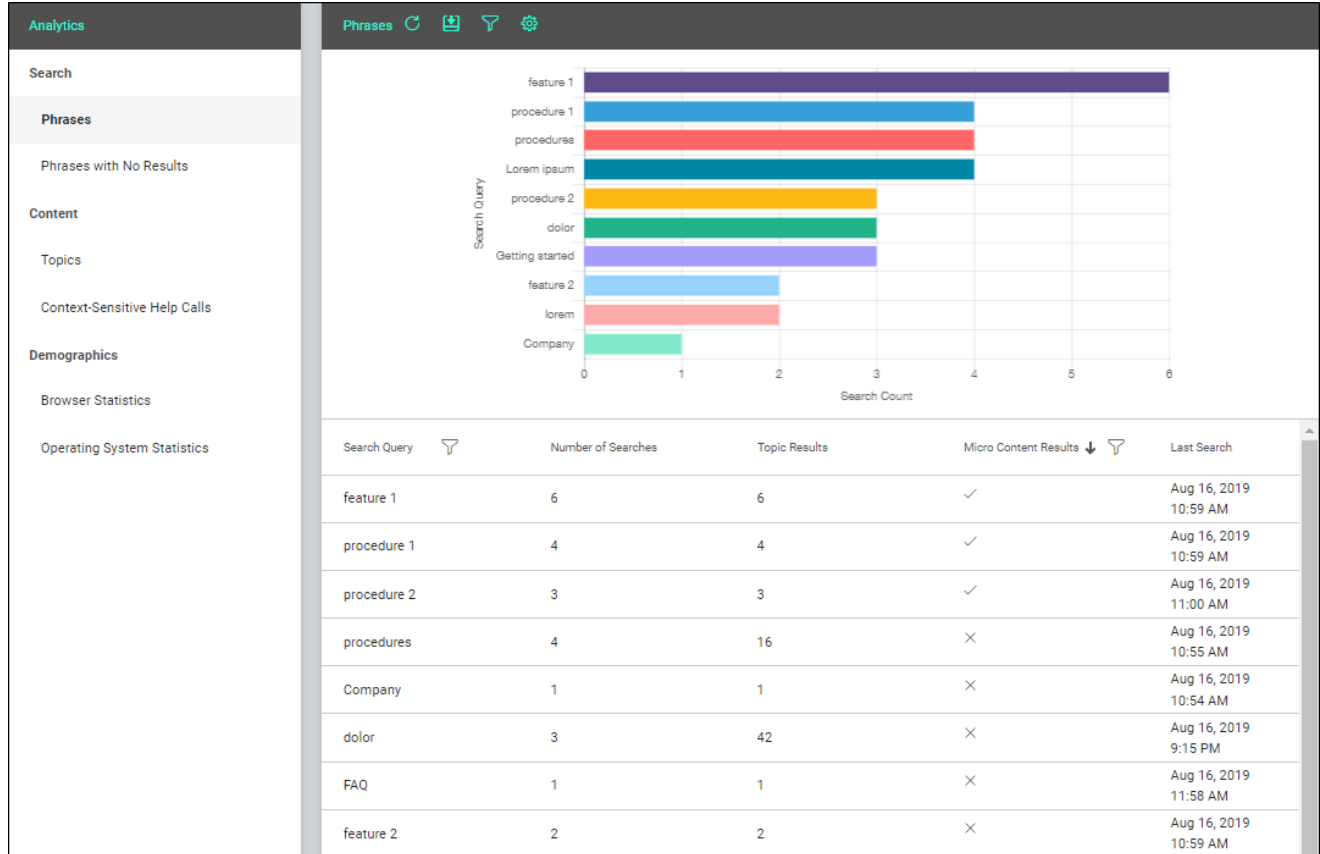 Analytics
Search
Phrases
Phrases with No Results
Content
Topics
Context-Sensitive Help Calls
Demographics
Browser Statistics
Operating System Statistics
Phrases
Search Query
feature 1
procedure 1
procedures
Lorem ipsum
procedure 2
dolor
Getting started
feature 2
lorem
Company
0 1 2 3 4 5 6
Search Count
Search Query Number of Searches Topic Results Micro Content Results Last Search
feature 1 6 6 Aug 16, 2019
10:59 AM
procedure 1 4 4 Aug 16, 2019
10:59 AM
procedure 2 3 3 Aug 16, 2019
11:00 AM
procedures 4 16 Aug 16, 2019
10:55 AM
Company 1 1 Aug 16, 2019
10:54 AM
dolor 3 42 Aug 16, 2019
9:15 PM
FAQ 1 1 Aug 16, 2019
11:58 AM
feature 2 2 2 Aug 16, 2019
10:59 AM